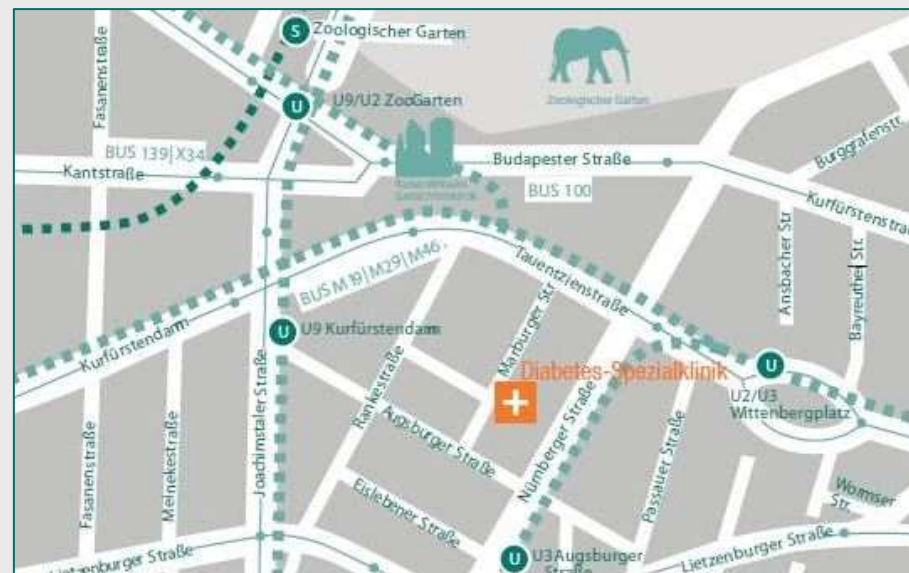 S
Zoologischer Garten
Fasanenstraße
U
U9/U2 ZooGarten
Zoologischer Garten
BUS 139|X34
Kantstraße
Budapester Straße
BUS 100
Burggrafenstr.
Kurfürstenstraß
Ansbacher Str
Bayreuther Str.
Tauentzienstraße
BUS M19|M29|M46
Kurfürstendamm
U
U9 Kurfürstendamm
Marburger Str.
Rankestraße
Diabetes-Spezialklinik
U
U2/U3
Wittenbergplatz
Joachimstaler Straße
Augsburger Straße
Nürnberger Straße
Passauer Straße
Fasanenstraße
Meinekestraße
Eislebener Straße
Wormser
Str.
Lietzenburger Straße
U
U3 Augsburger
Straße
Lietzenburger Straße